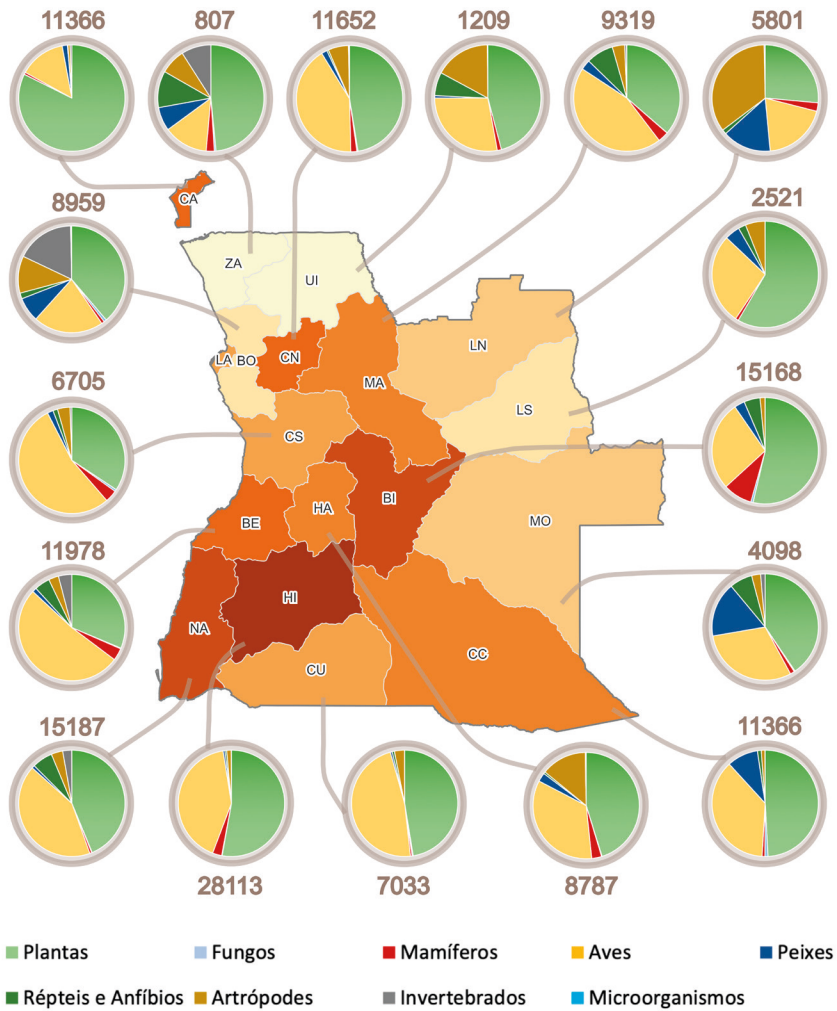 11366 807 11652 1209 9319 5801
CA
8959
2521
ZA
UI
LN
LA BO
CN
MA
LS
6705
15168
CS
BI
HA
BE
MO
11978
4098
HI
NA
CC
CU
15187
11366
28113 7033 8787
Plantas Fungos Mamíferos Aves Peixes
Répteis e Anfíbios Artrópodes Invertebrados Microorganismos